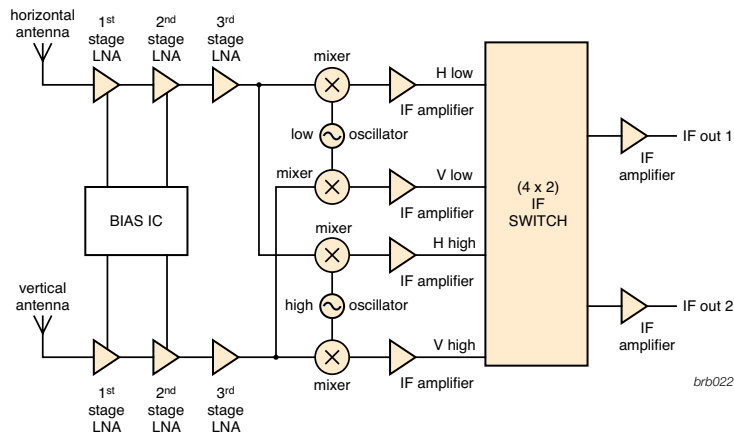 horizontal
antenna
1st
stage
LNA
2nd
stage
LNA
3rd
stage
LNA
mixer
H low
IF amplifier
low
oscillator
mixer
V low
IF amplifier
BIAS IC
mixer
H high
IF amplifier
high
oscillator
mixer
V high
IF amplifier
(4 x 2)
IF
SWITCH
IF out 1
IF
amplifier
IF out 2
IF
amplifier
vertical
antenna
1st
stage
LNA
2nd
stage
LNA
3rd
stage
LNA
brb022